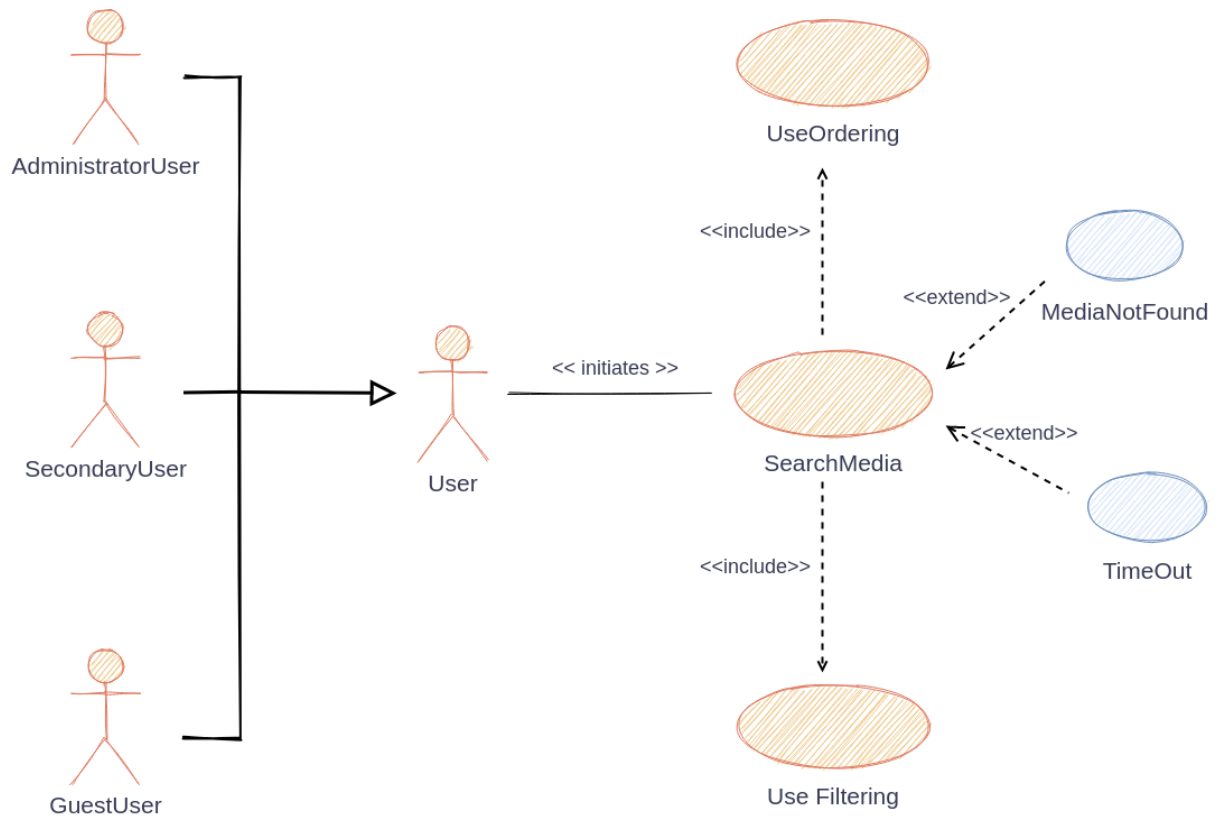 AdministratorUser
UseOrdering
<<include>>
<<extend>>
MediaNotFound
<< initiates >>
<<extend>>
SearchMedia
SecondaryUser
User
<<include>>
TimeOut
Use Filtering
GuestUser